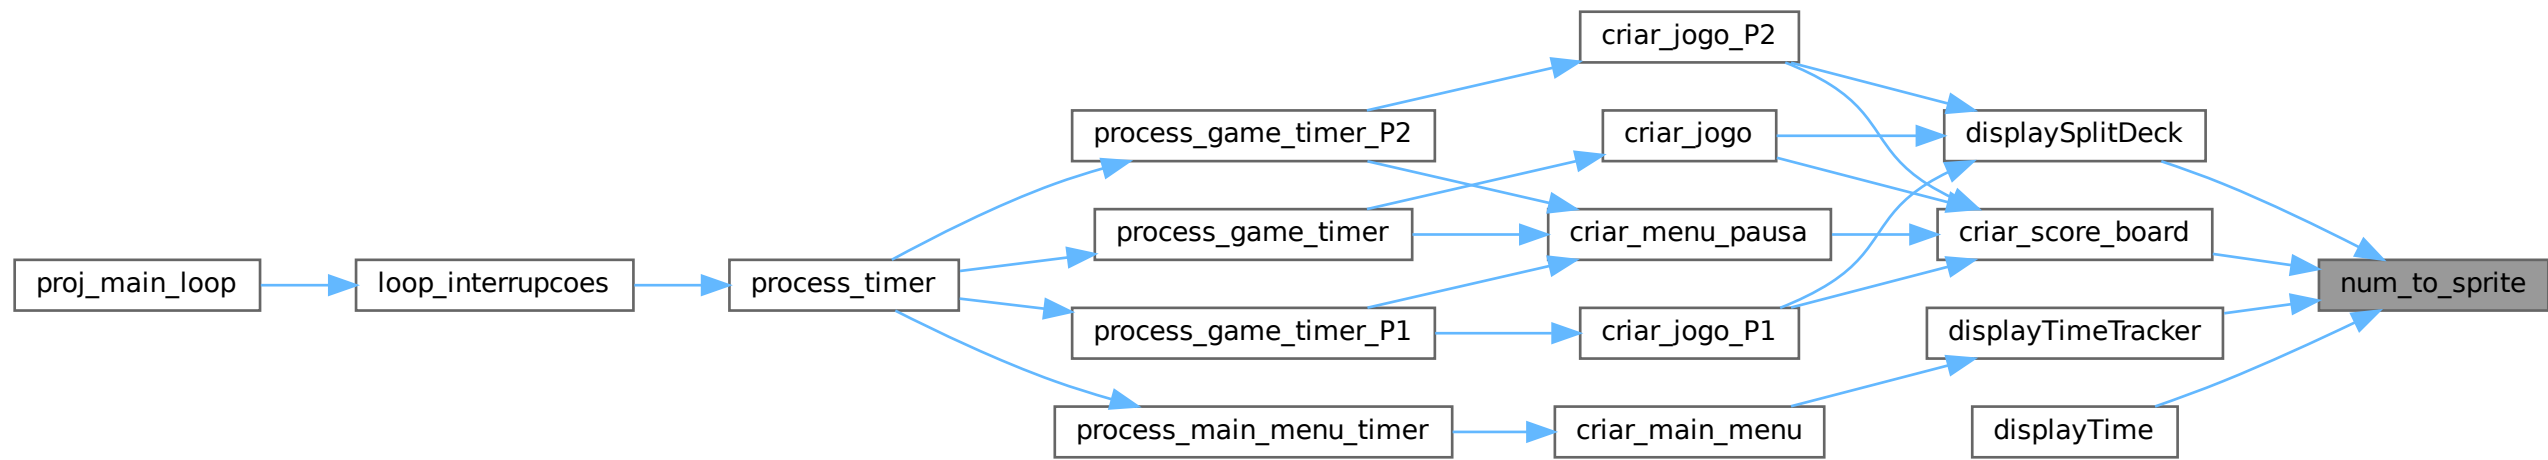 criar_jogo_P2
process_game_timer_P2
criar_jogo
displaySplitDeck
process_game_timer
criar_menu_pausa
criar_score_board
proj_main_loop
loop_interrupcoes
process_timer
num_to_sprite
process_game_timer_P1
criar_jogo_P1
displayTimeTracker
process_main_menu_timer
criar_main_menu
displayTime